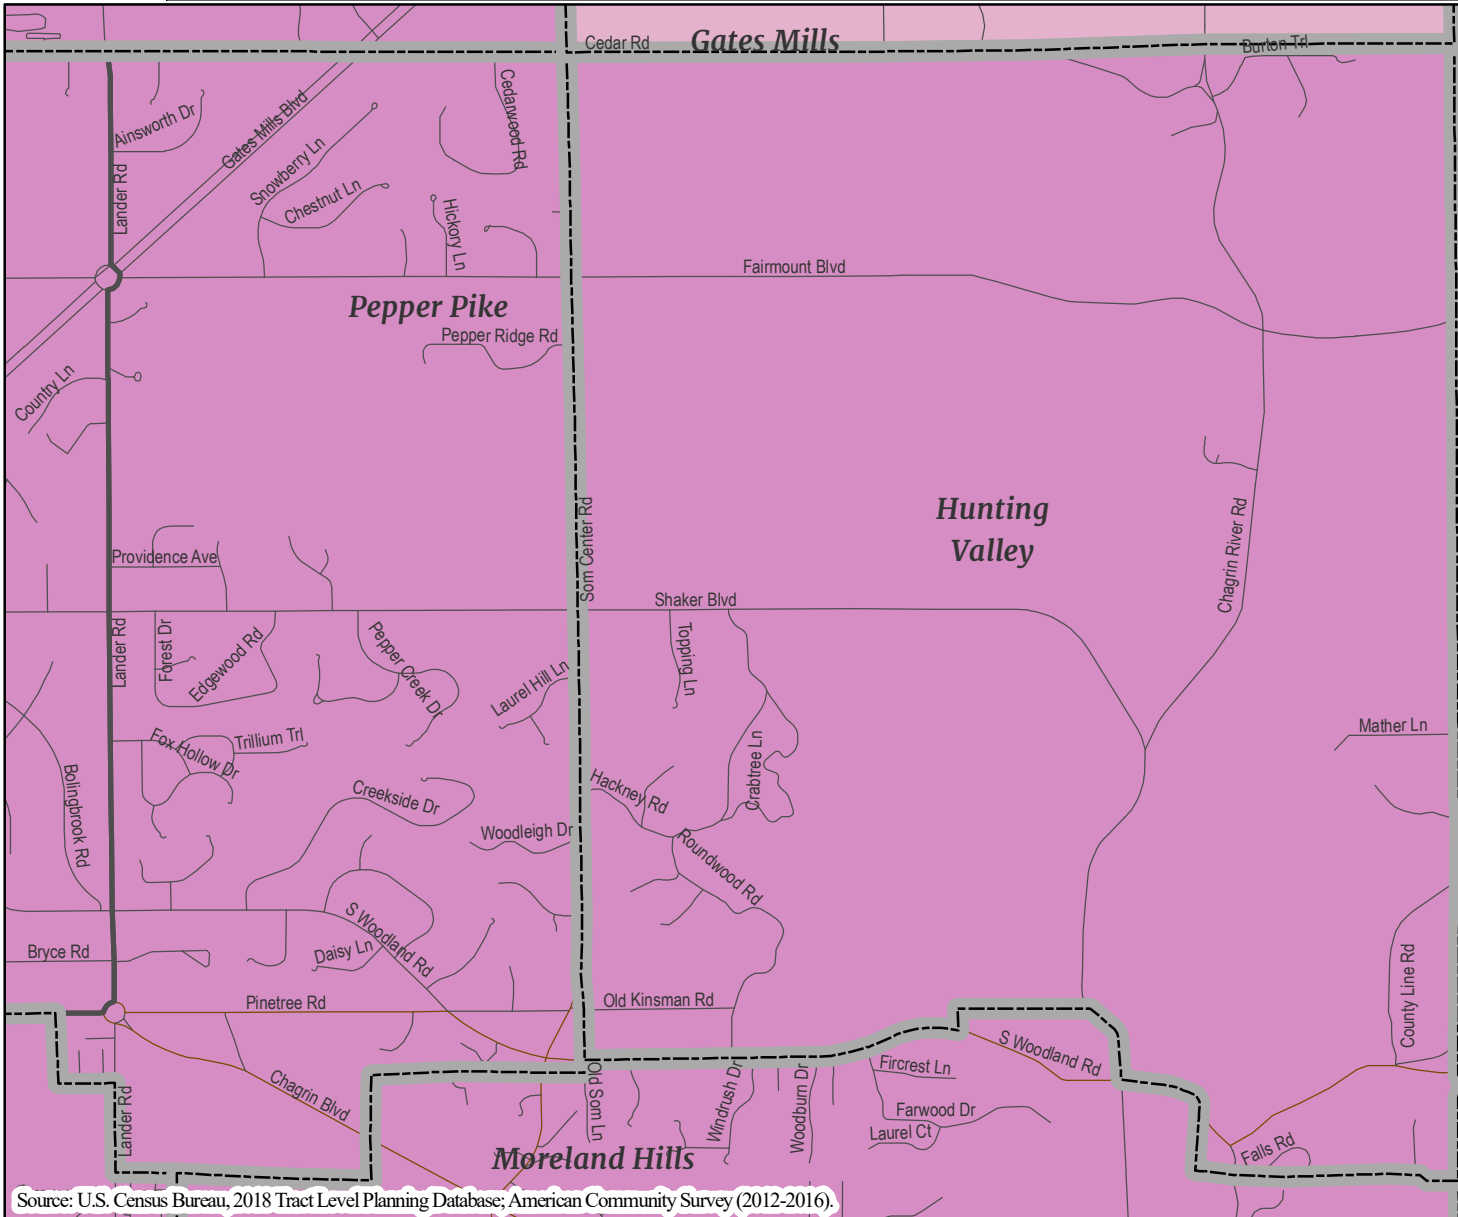 Cedar Rd
Gates Mills
Burton Trl
Ainsworth Dr
Gates Mills Blvd
Cedarwood Rd
Lander Rd
Snowberry Ln
Chestnut Ln
Hickory Ln
Fairmount Blvd
Pepper Pike
Pepper Ridge Rd
Country Ln
Som Center Rd
Hunting
Valley
Chagrin River Rd
Providence Ave
Shaker Blvd
Lander Rd
Forest Dr
Edgewood Rd
Pepper Creek Dr
Laurel Hill Ln
Topping Ln
Mather Ln
Fox Hollow Dr
Trillium Trl
Bolingbrook Rd
Creekside Dr
Woodleigh Dr
Hackney Rd
Crabtree Ln
Roundwood Rd
S Woodland Rd
Daisy Ln
Bryce Rd
Pinetree Rd
Old Kinsman Rd
County Line Rd
S Woodland Rd
Chagrin Blvd
Lander Rd
Old Som Ln
Windrush Dr
Woodburn Dr
Fircrest Ln
Farwood Dr
Laurel Ct
Falls Rd
Moreland Hills
Source: U.S. Census Bureau, 2018 Tract Level Planning Database; American Community Survey (2012-2016).